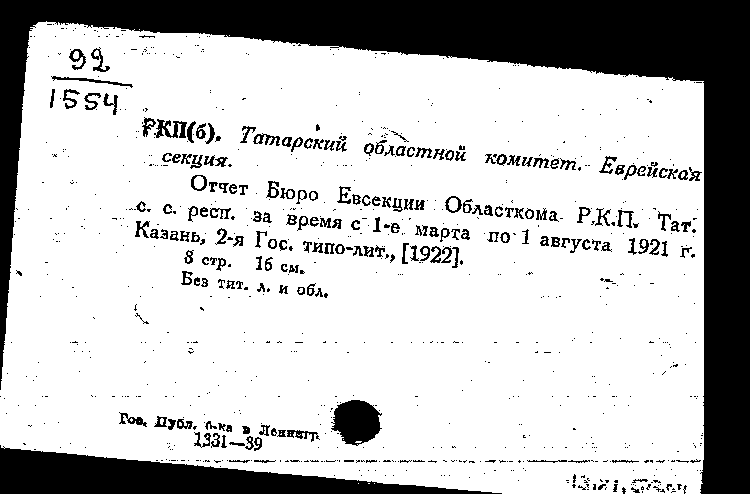 92
1554
РКП(б). Татарский областной комитет. Еврейская
секция.
Отчет Бюро Евсекции Областкома Р.К.П. Тат.
с. с. респ. за время с 1-е марта по 1 августа 1921 г.
Казань, 2-я Гос. типо-лит., [1922].
8 стр. 16 см.
Без тит. л. и обл.
Гос. Публ. б-ка в Ленингр.
1331—39